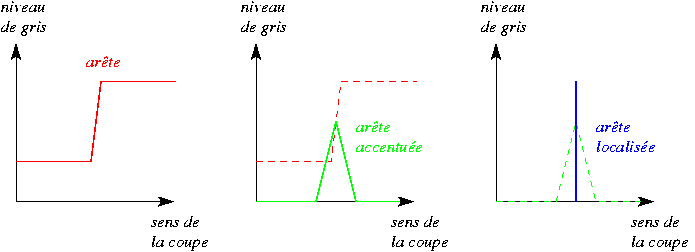 niveau
de gris
arête
sens de
la coupe
niveau
de gris
arête
accentuée
sens de
la coupe
niveau
de gris
arête
localisée
sens de
la coupe